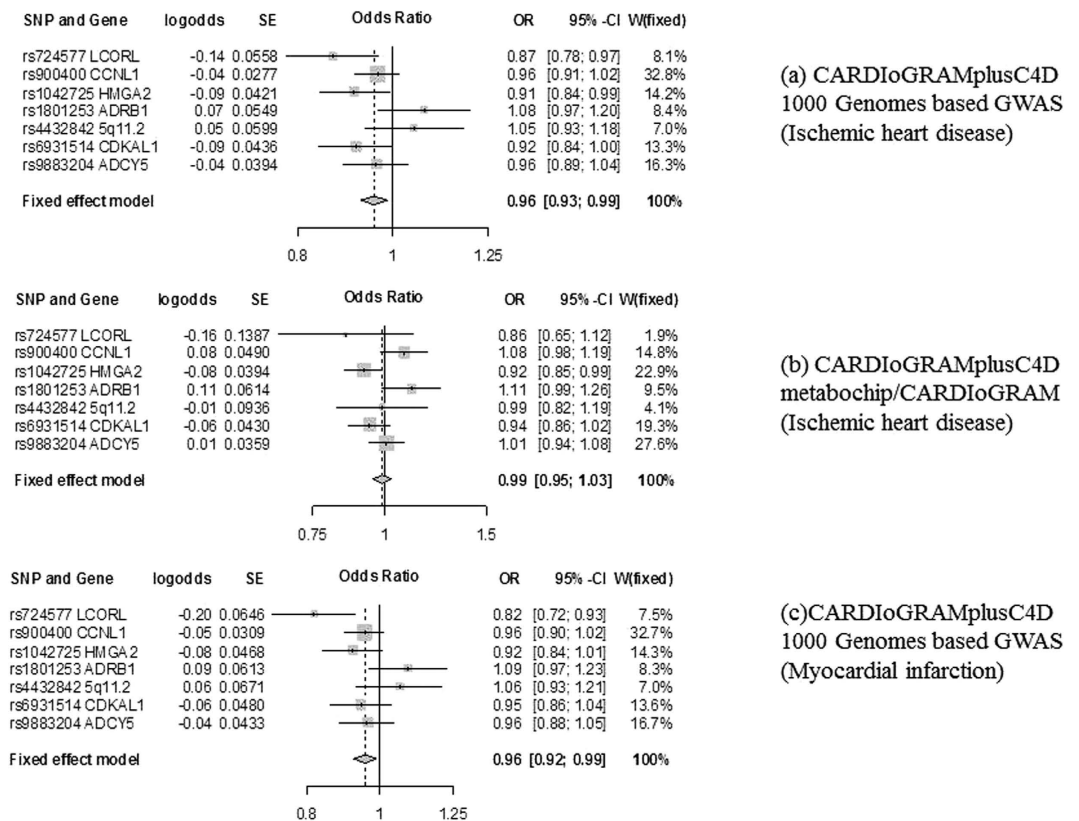 SNP and Gene logodds SE Odds Ratio OR 95% -CI W(fixed)
rs724577 LCORL -0.14 0.0558 0.87 [0.78; 0.97] 8.1%
rs900400 CCNL1 -0.04 0.0277 0.96 [0.91; 1.02] 32.8%
rs1042725 HMGA2 -0.09 0.0421 0.91 [0.84; 0.99] 14.2%
rs1801253 ADRB1 0.07 0.0549 1.08 [0.97; 1.20] 8.4%
rs4432842 5q11.2 0.05 0.0599 1.05 [0.93; 1.18] 7.0%
rs6931514 CDKAL1 -0.09 0.0436 0.92 [0.84; 1.00] 13.3%
rs9883204 ADCY5 -0.04 0.0394 0.96 [0.89; 1.04] 16.3%
Fixed effect model 0.96 [0.93; 0.99] 100%
0.8 1 1.25
(a) CARDIoGRAMplusC4D
1000 Genomes based GWAS
(Ischemic heart disease)
SNP and Gene logodds SE Odds Ratio OR 95% -CI W(fixed)
rs724577 LCORL -0.16 0.1387 0.86 [0.65; 1.12] 1.9%
rs900400 CCNL1 0.08 0.0490 1.08 [0.98; 1.19] 14.8%
rs1042725 HMGA2 -0.08 0.0394 0.92 [0.85; 0.99] 22.9%
rs1801253 ADRB1 0.11 0.0614 1.11 [0.99; 1.26] 9.5%
rs4432842 5q11.2 -0.01 0.0936 0.99 [0.82; 1.19] 4.1%
rs6931514 CDKAL1 -0.06 0.0430 0.94 [0.86; 1.02] 19.3%
rs9883204 ADCY5 0.01 0.0359 1.01 [0.94; 1.08] 27.6%
Fixed effect model 0.99 [0.95; 1.03] 100%
0.75 1 1.5
(b) CARDIoGRAMplusC4D
metabochip/CARDIoGRAM
(Ischemic heart disease)
SNP and Gene logodds SE Odds Ratio OR 95% -CI W(fixed)
rs724577 LCORL -0.20 0.0646 0.82 [0.72; 0.93] 7.5%
rs900400 CCNL1 -0.05 0.0309 0.96 [0.90; 1.02] 32.7%
rs1042725 HMGA2 -0.08 0.0468 0.92 [0.84; 1.01] 14.3%
rs1801253 ADRB1 0.09 0.0613 1.09 [0.97; 1.23] 8.3%
rs4432842 5q11.2 0.06 0.0671 1.06 [0.93; 1.21] 7.0%
rs6931514 CDKAL1 -0.06 0.0480 0.95 [0.86; 1.04] 13.6%
rs9883204 ADCY5 -0.04 0.0433 0.96 [0.88; 1.05] 16.7%
Fixed effect model 0.96 [0.92; 0.99] 100%
0.8 1 1.25
(c)CARDIoGRAMplusC4D
1000 Genomes based GWAS
(Myocardial infarction)